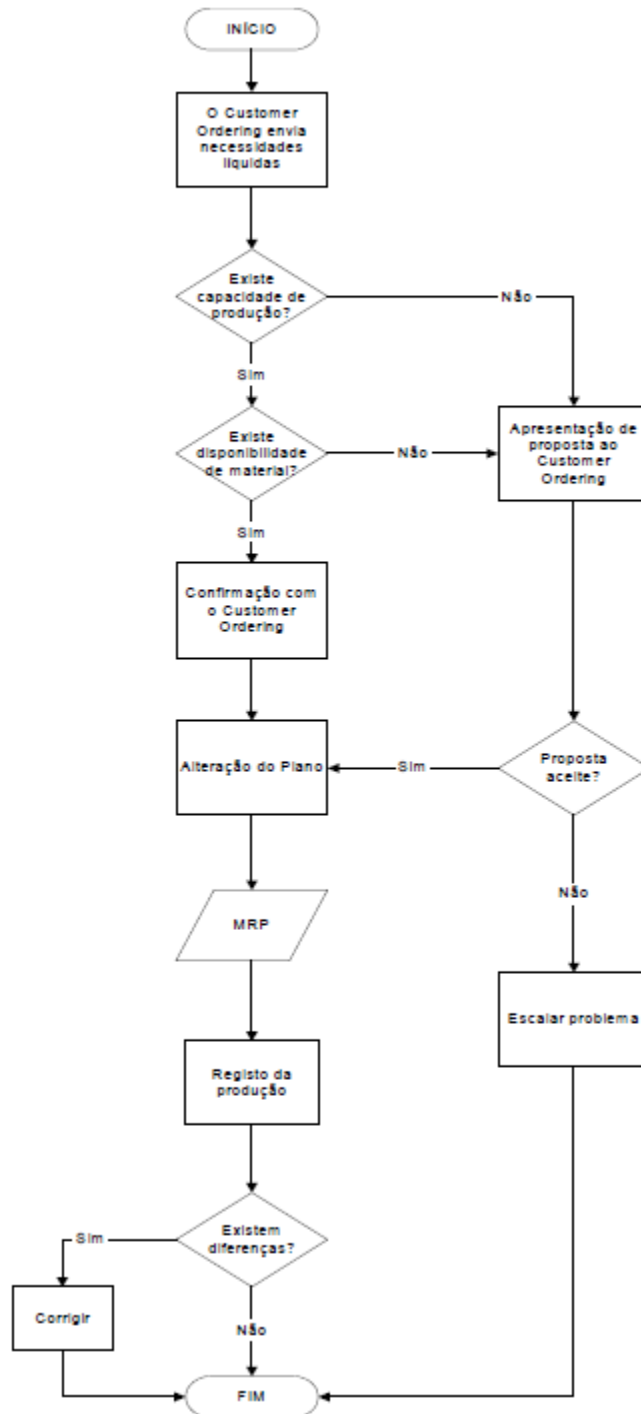 INÍCIO
O Customer
Ordering envia
necessidades
líquidas
Existe
capacidade de
produção?
Não
Sim
Existe
disponibilidade
de material?
Não
Apresentação de
proposta ao
Customer
Ordering
Sim
Confirmação com
o Customer
Ordering
Alteração do Plano
Sim
Proposta
aceite?
Não
MRP
Escalar problema
Registo da
produção
Existem
diferenças?
Sim
Corrigir
Não
FIM